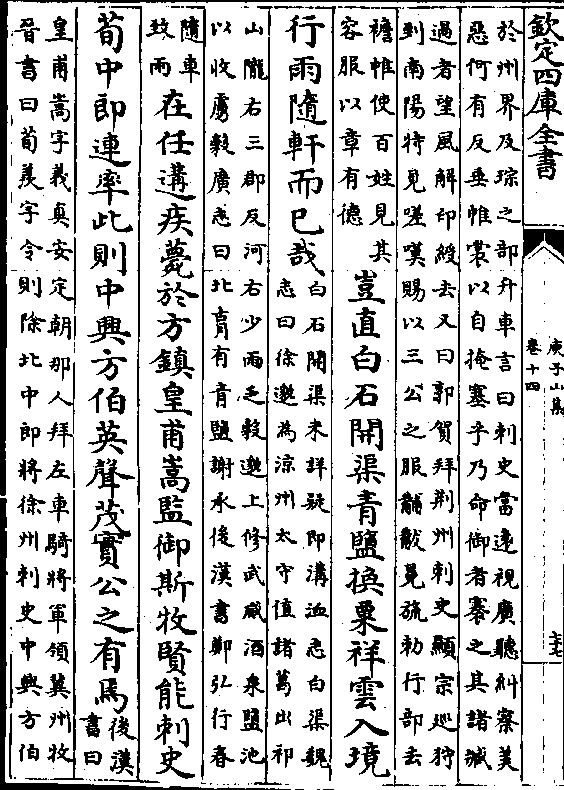 欽定四庫全書
庾子山集
卷十四
於州界及琮之部升車言曰刺史當逺視廣聽糾察美
惡何有反垂帷裳以自掩塞乎乃命御者褰之其諸贓
過者望風解印綬去又曰郭賀拜荆州刺史顯宗巡狩
到南陽特見嗟嘆賜以三公之服黼黻冕旒勅行部去
襜帷使百姓見其
容服以章有德
豈直白石開渠青鹽換粟祥雲入境
行雨隨軒而已哉
白石開渠未詳疑即溝洫志白渠魏
志曰徐邈為涼州太守值諸葛出祁
山隴右三郡反河右少雨乏穀邈上修武威酒泉鹽池
以收虜穀廣志曰北胥有青鹽謝承後漢書鄭弘行春
隨車
致雨
在任遘疾薨於方鎮皇甫嵩監御斯牧賢能刺史
荀中郎連率此則中興方伯英聲茂實公之有焉
後漢
書曰
皇甫嵩字義真安定朝那人拜左車騎將軍領冀州牧
晉書曰荀羨字令則除北中郎將徐州刺史中興方伯